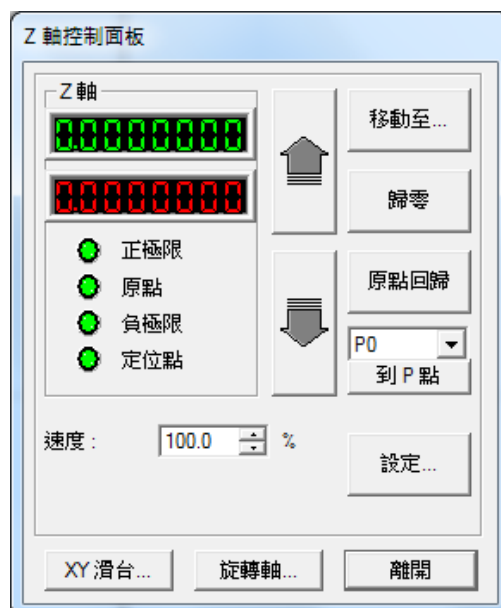 Z 軸控制面板
Z 軸
0.0000000
0.0000000
正極限
原點
負極限
定位點
移動至...
歸零
原點回歸
P0
到 P 點
速度 :
100.0
%
設定...
XY 滑台...
旋轉軸...
離開